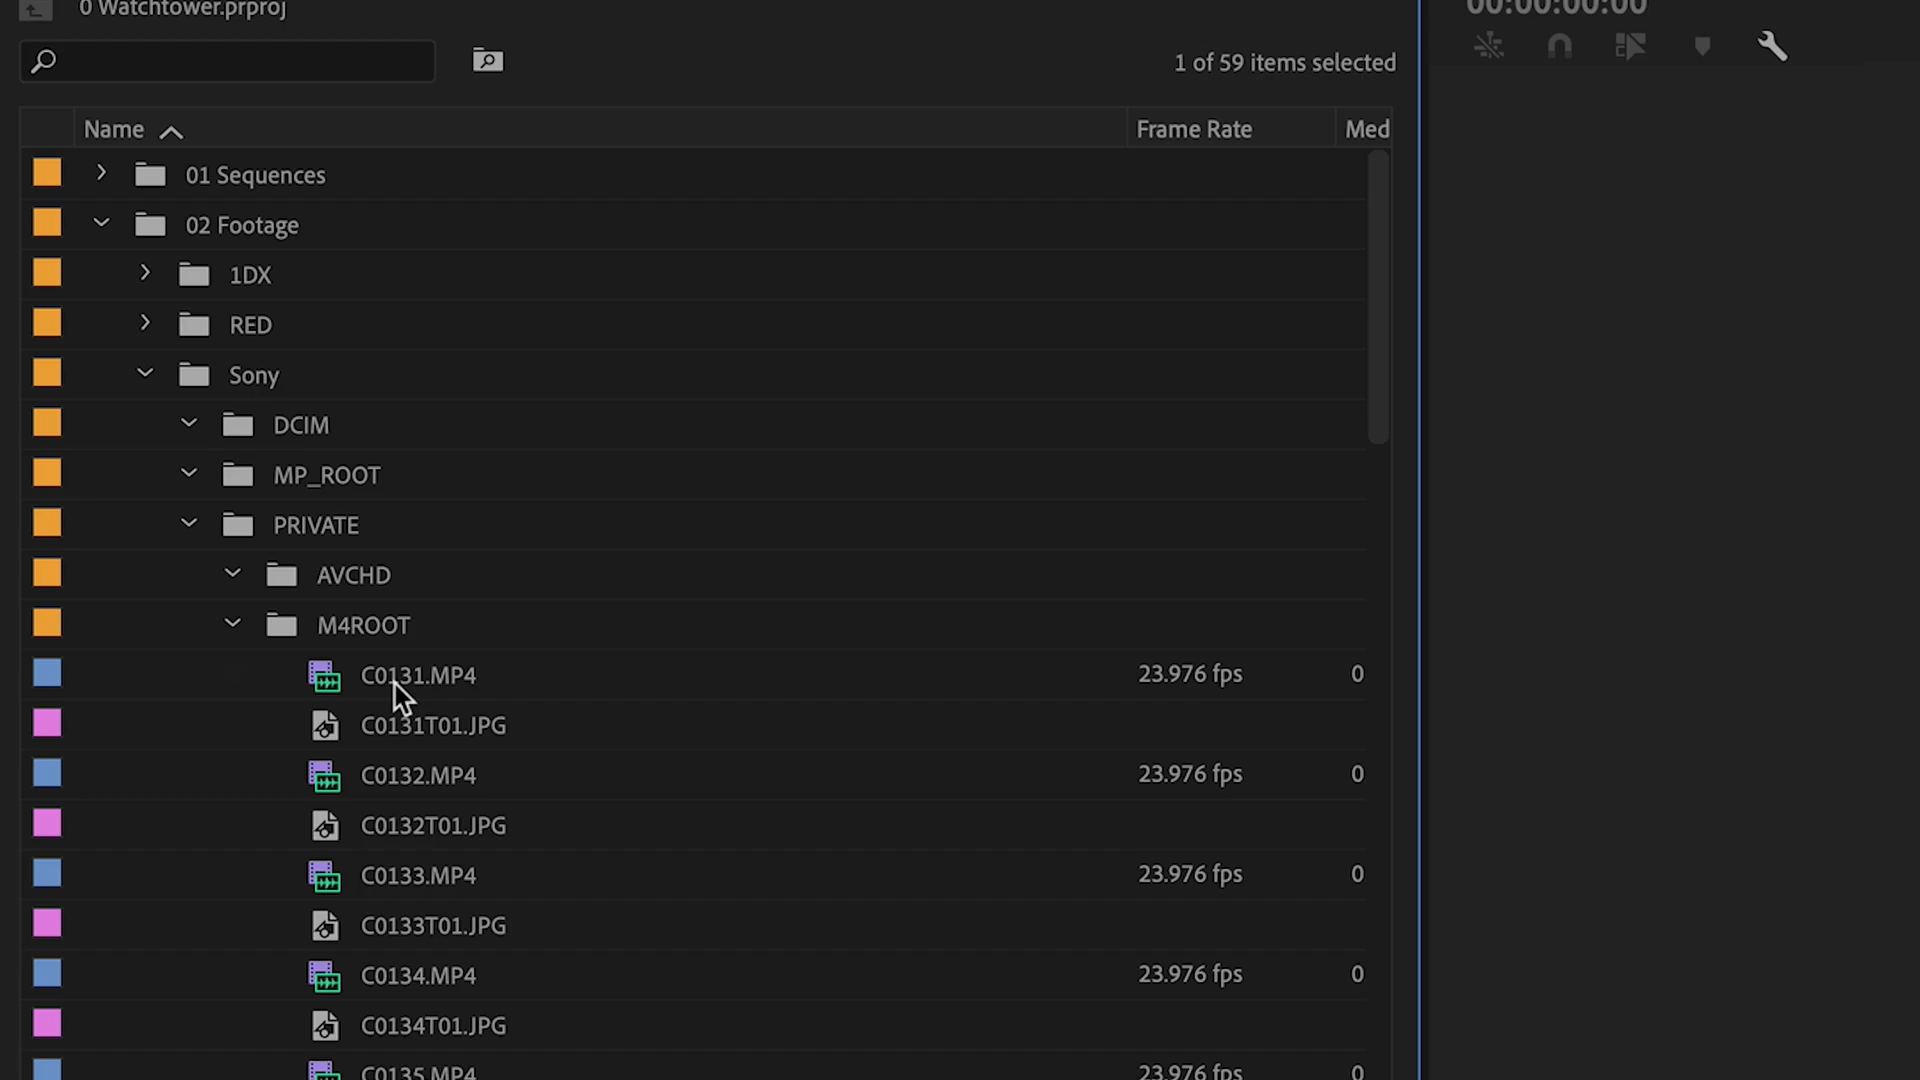 0 Watchtower.prproj
00:00:00:00
1 of 59 items selected
Name Frame Rate Med
01 Sequences
02 Footage
1DX
RED
Sony
DCIM
MP_ROOT
PRIVATE
AVCHD
M4ROOT
C0131.MP4 23.976 fps 0
C0131T01.JPG
C0132.MP4 23.976 fps 0
C0132T01.JPG
C0133.MP4 23.976 fps 0
C0133T01.JPG
C0134.MP4 23.976 fps 0
C0134T01.JPG
C0135.MP4 23.976 fps 0